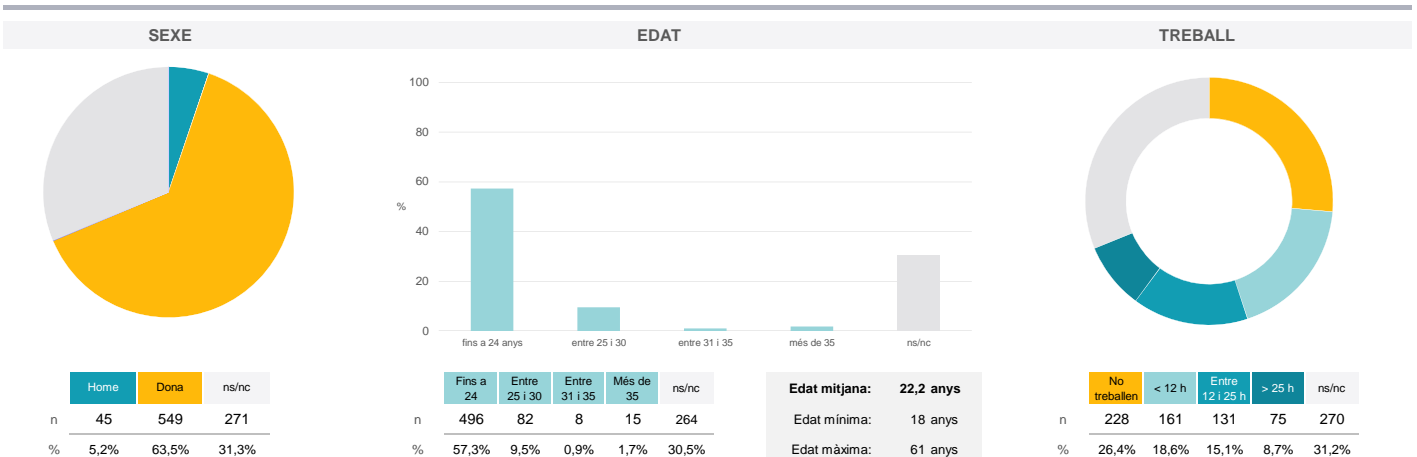 SEXE EDAT TREBALL
100
80
60
%
40
20
0
fins a 24 anys entre 25 i 30 entre 31 i 35 més de 35 ns/nc
Home Dona ns/nc
n 45 549 271
% 5,2% 63,5% 31,3%
Fins a 24 Entre 25 i 30 Entre 31 i 35 Més de 35 ns/nc
n 496 82 8 15 264
% 57,3% 9,5% 0,9% 1,7% 30,5%
Edat mitjana: 22,2 anys
Edat mínima: 18 anys
Edat màxima: 61 anys
No treballen < 12 h Entre 12 i 25 h > 25 h ns/nc
n 228 161 131 75 270
% 26,4% 18,6% 15,1% 8,7% 31,2%